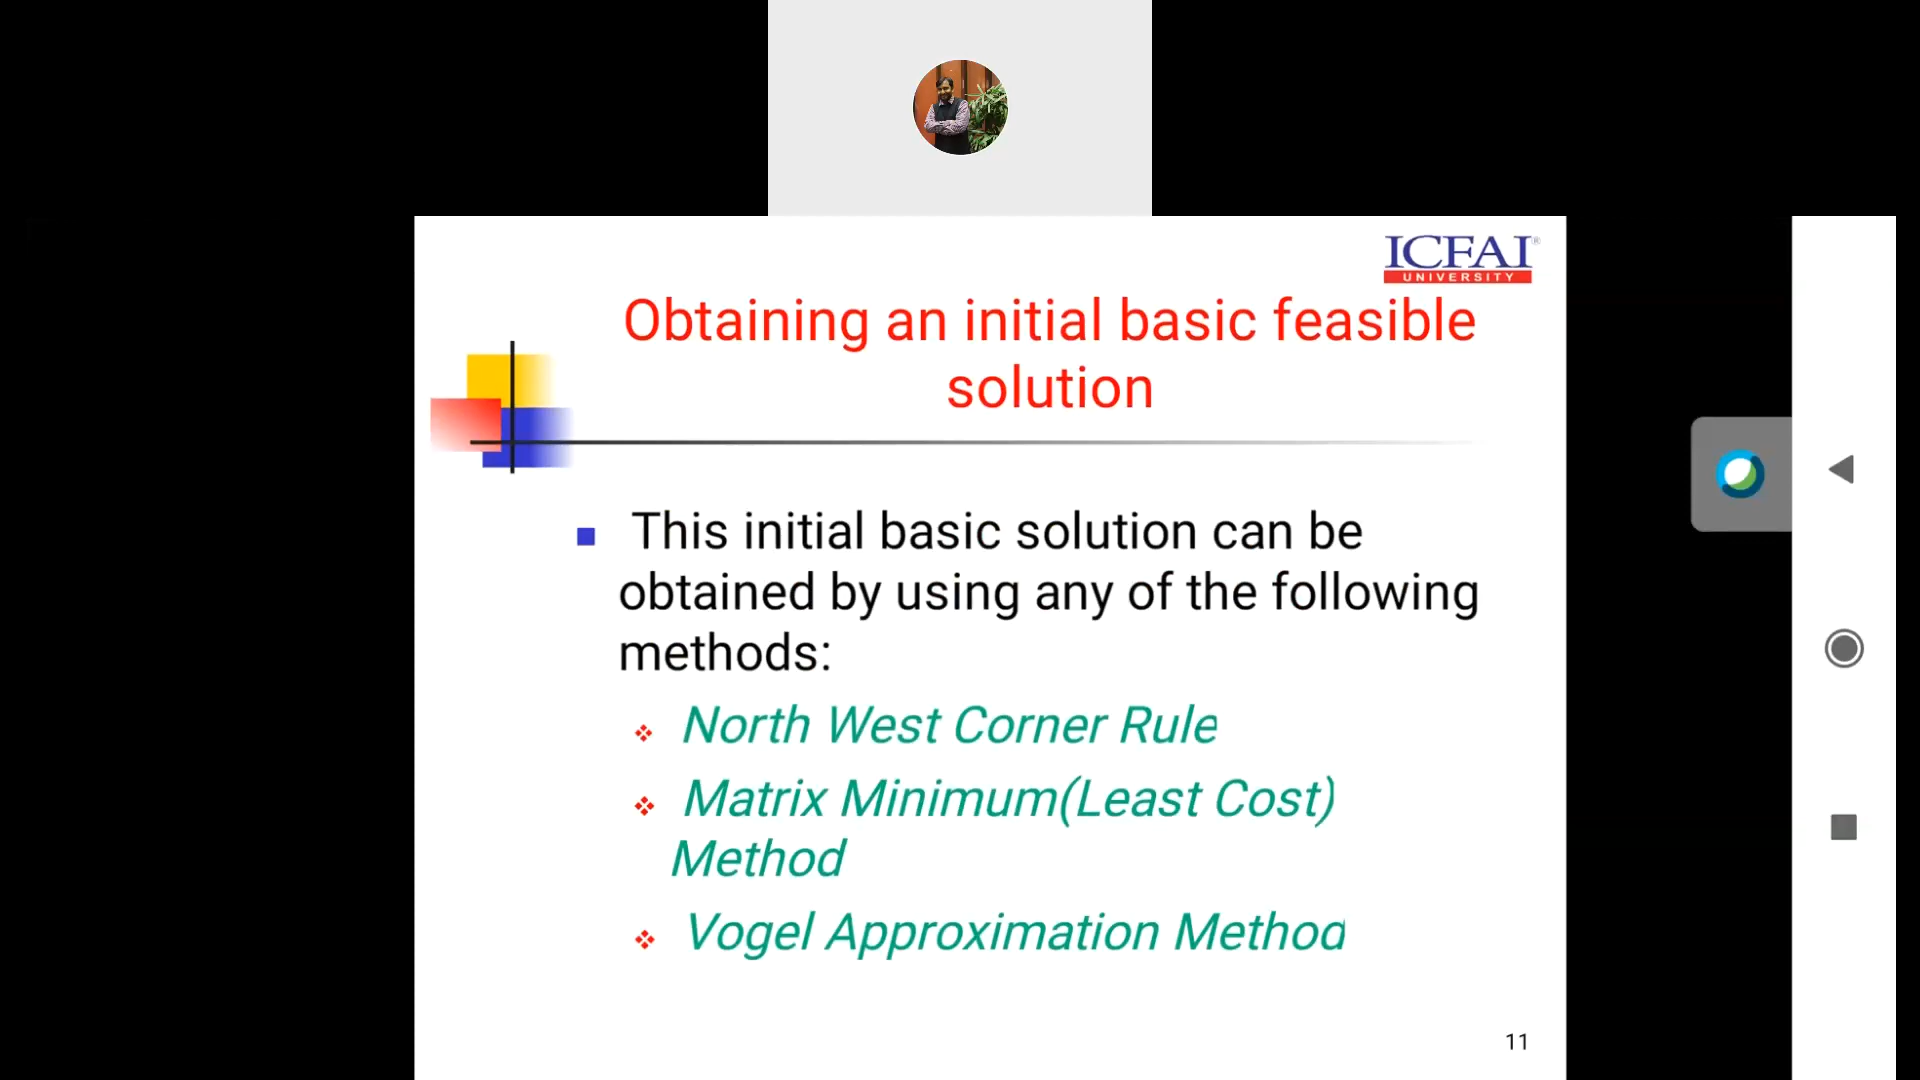 ICFAI®
UNIVERSITY
Obtaining an initial basic feasible
solution
This initial basic solution can be
obtained by using any of the following
methods:
North West Corner Rule
Matrix Minimum(Least Cost)
Method
Vogel Approximation Method
11